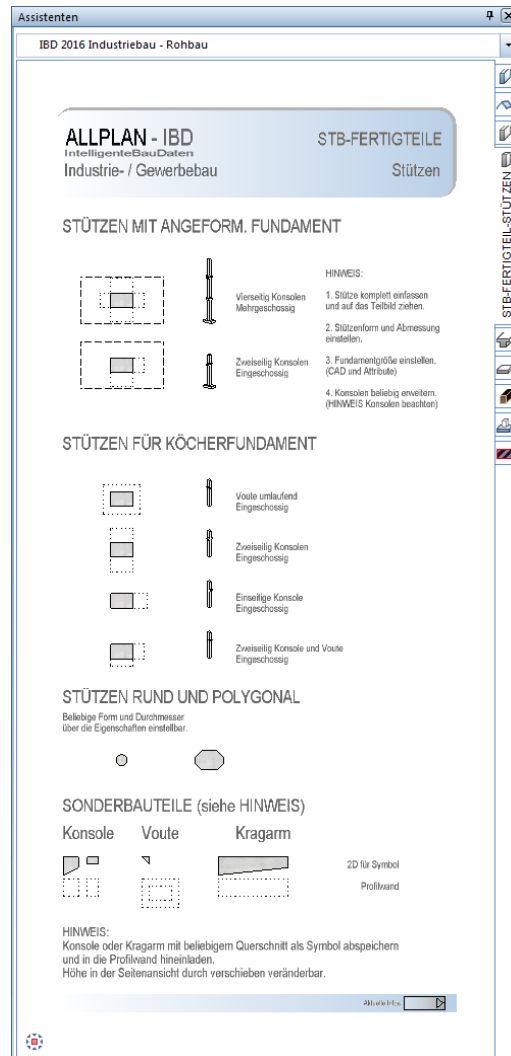 Assistenten
IBD 2016 Industriebau - Rohbau
ALLPLAN - IBD
IntelligenteBauDaten
Industrie- / Gewerbebau
STB-FERTIGTEILE
Stützen
STB-FERTIGTEIL-STÜTZEN
STÜTZEN MIT ANGEFORM. FUNDAMENT
Vierseitig Konsolen
Mehrgeschossig
Zweiseitig Konsolen
Eingeschossig
HINWEIS:
1. Stütze komplett einfassen
und auf das Teilbild ziehen.
2. Stützenform und Abmessung
einstellen.
3. Fundamentgröße einstellen.
(CAD und Attribute)
4. Konsolen beliebig erweitern.
(HINWEIS Konsolen beachten)
STÜTZEN FÜR KÖCHERFUNDAMENT
Voute umlaufend
Eingeschossig
Zweiseitig Konsolen
Eingeschossig
Einseitige Konsole
Eingeschossig
Zweiseitig Konsole und Voute
Eingeschossig
STÜTZEN RUND UND POLYGONAL
Beliebige Form und Durchmesser
über die Eigenschaften einstellbar.
SONDERBAUTEILE (siehe HINWEIS)
Konsole Voute Kragarm
2D für Symbol
Profilwand
HINWEIS:
Konsole oder Kragarm mit beliebigem Querschnitt als Symbol abspeichern
und in die Profilwand hineinladen.
Höhe in der Seitenansicht durch verschieben veränderbar.
Aktuelle Infos